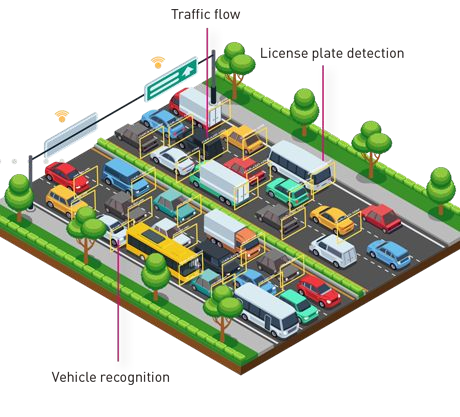 Traffic flow
License plate detection
Vehicle recognition